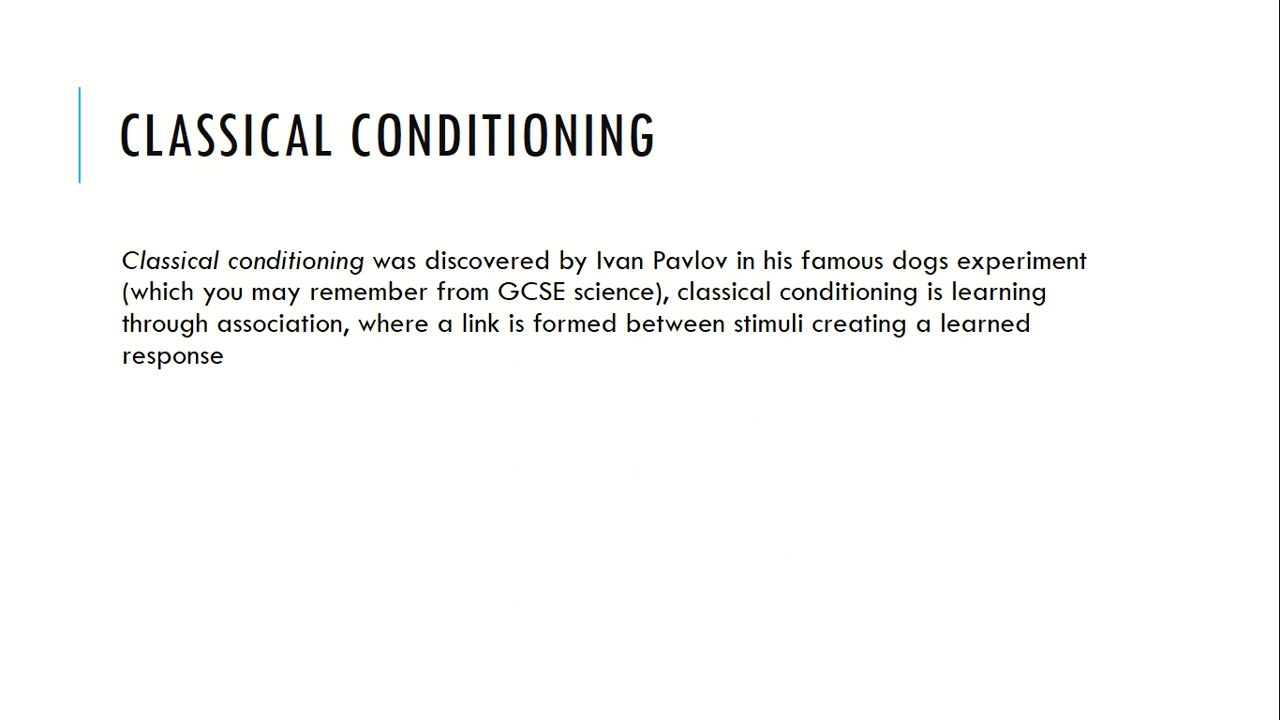 CLASSICAL CONDITIONING
Classical conditioning was discovered by Ivan Pavlov in his famous dogs experiment
(which you may remember from GCSE science), classical conditioning is learning
through association, where a link is formed between stimuli creating a learned
response